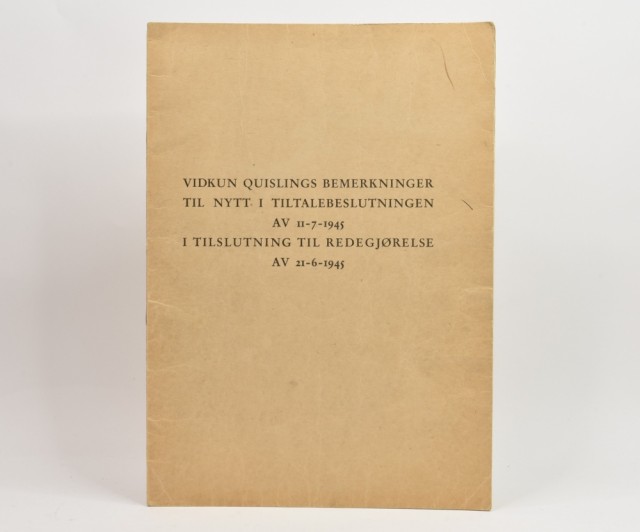 VIDKUN QUISLINGS BEMERKNINGER
TIL NYTT I TILTALEBESLUTNINGEN
AV 11-7-1945
I TILSLUTNING TIL REDEGJØRELSE
AV 21-6-1945